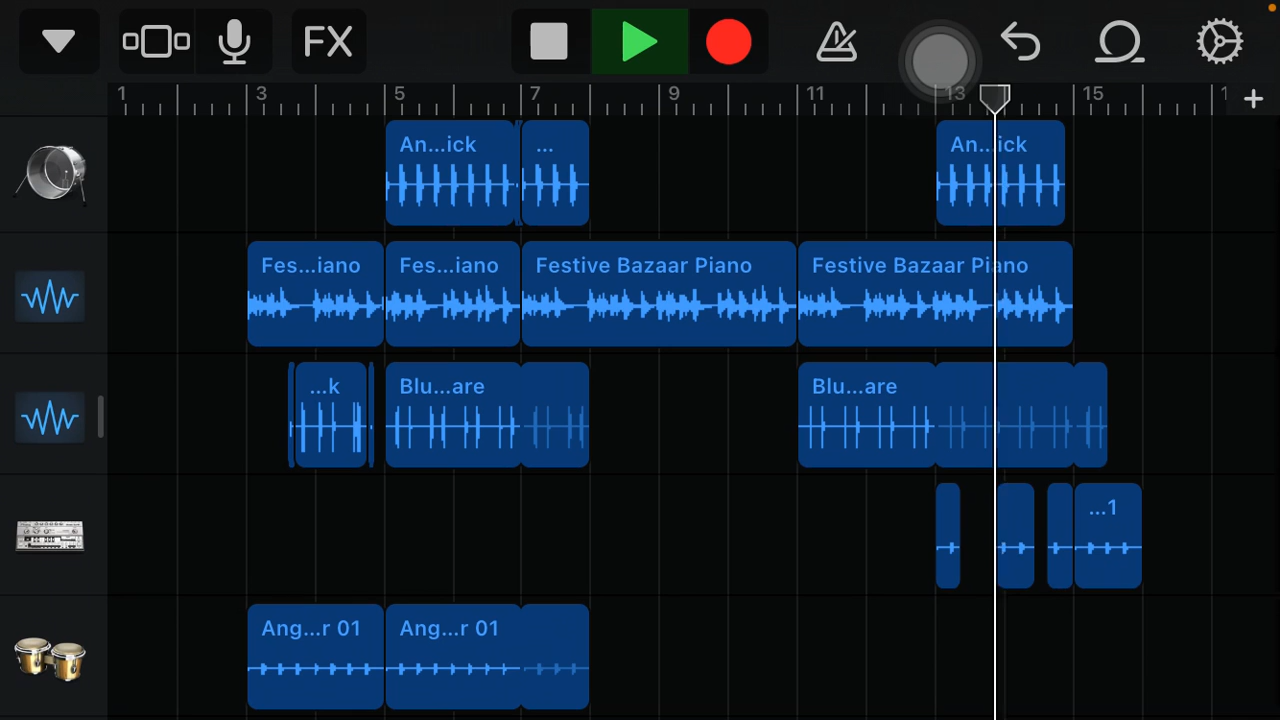 FX
1 3 5 7 9 11 13 15 1
An...ick ... An...ick
Fes...iano Fes...iano Festive Bazaar Piano Festive Bazaar Piano
...k Blu...are Blu...are
...1
Ang...r 01 Ang...r 01